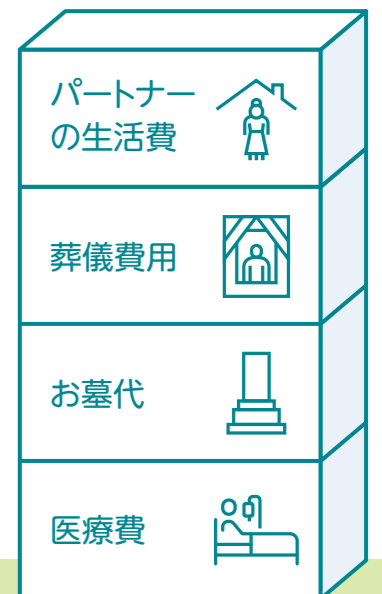 パートナー
の生活費
葬儀費用
お墓代
医療費